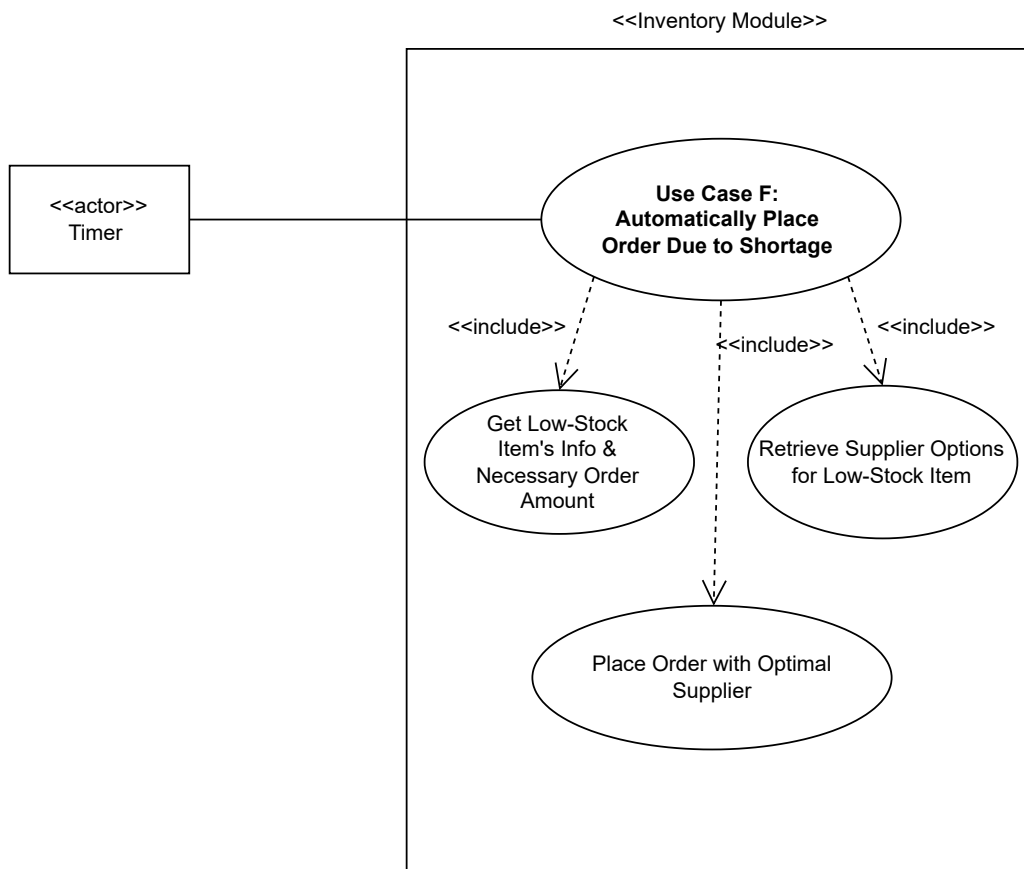 <<Inventory Module>>
<<actor>>
Timer
Use Case F:
Automatically Place
Order Due to Shortage
<<include>>
<<include>>
<<include>>
Get Low-Stock
Item's Info &
Necessary Order
Amount
Retrieve Supplier Options
for Low-Stock Item
Place Order with Optimal
Supplier